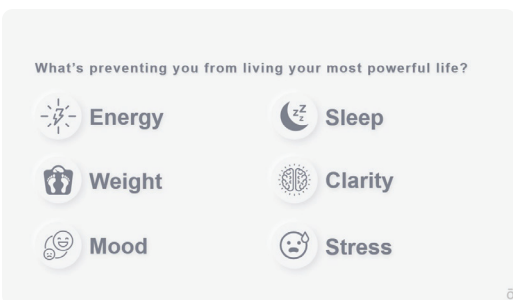 What's preventing you from living your most powerful life?
Energy
Sleep
Weight
Clarity
Mood
Stress